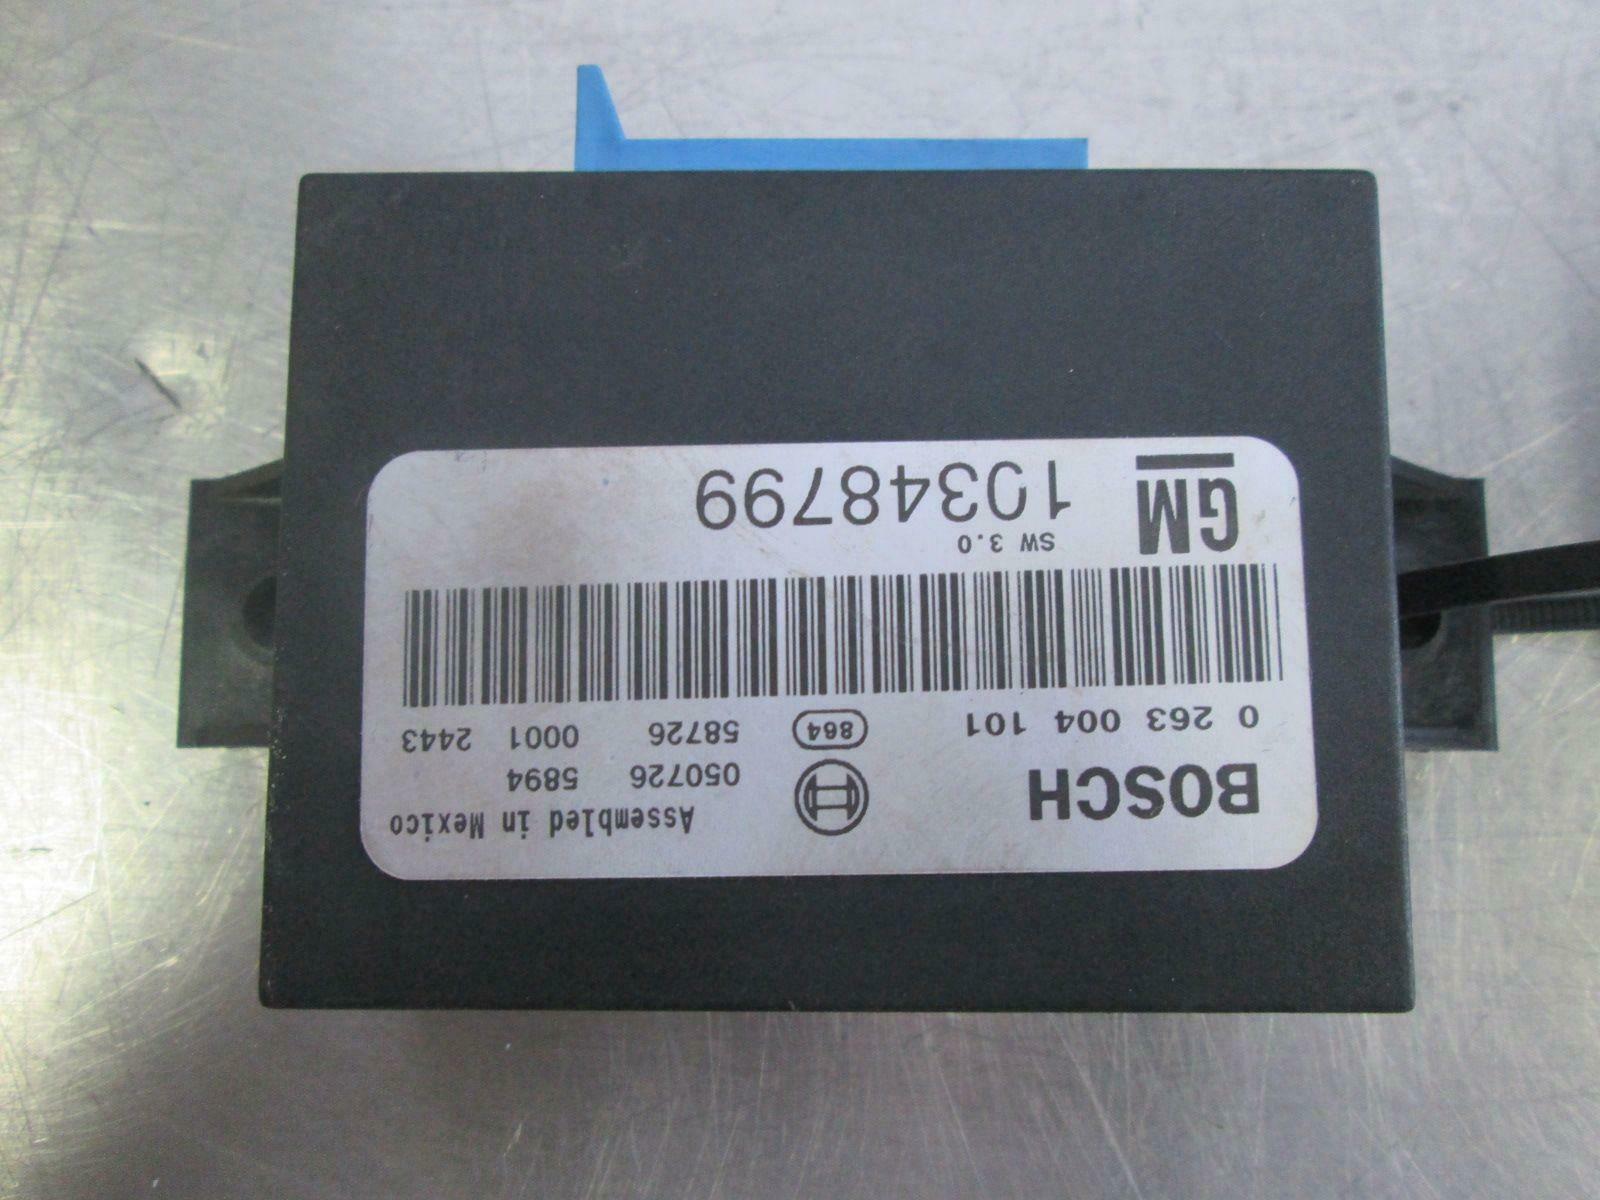 BOSCH Assembled in Mexico
050726 5894
0 263 004 101 864 58726 0001 2443
SW 3.0
GM 10348799